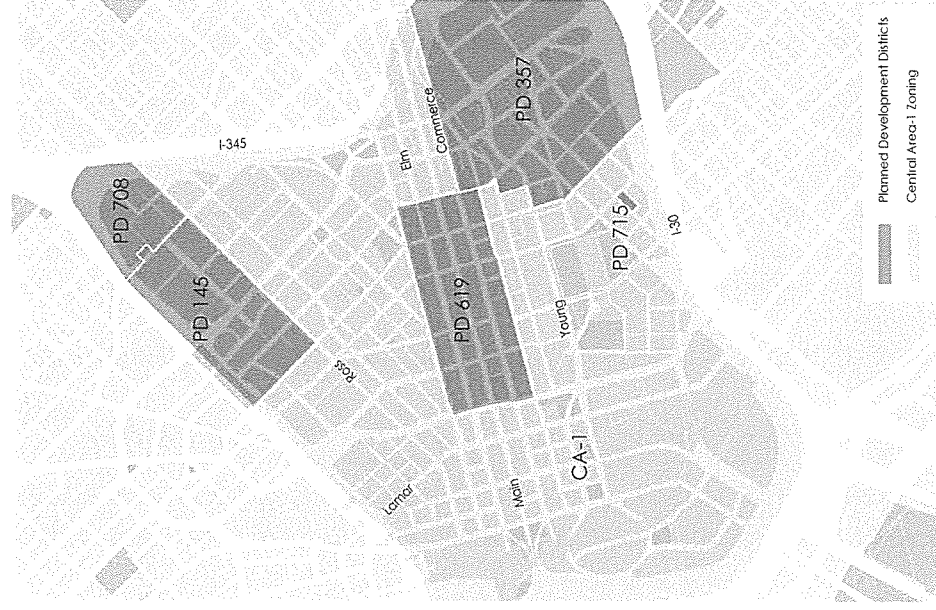 PD 708
I-345
PD 145
Elm
Commerce
PD 357
Ross
PD 619
PD 715
I-30
Young
Lamar
Main
CA-1
Planned Development Districts
Central Area-1 Zoning